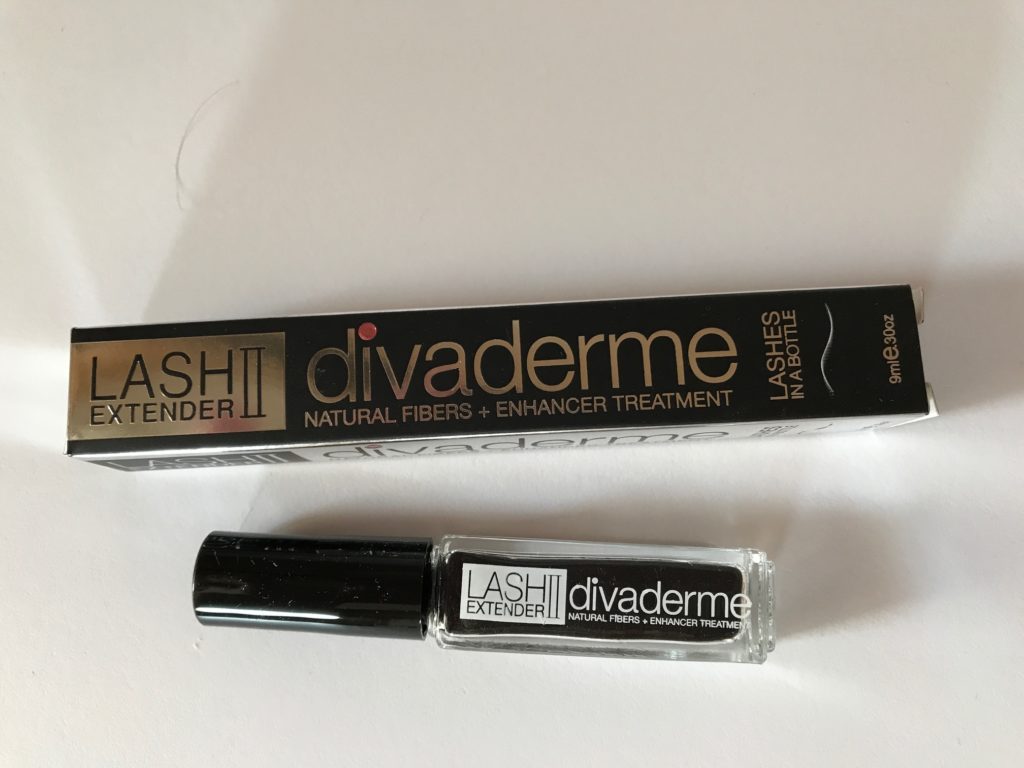 LASH II
EXTENDER
divaderme
NATURAL FIBERS + ENHANCER TREATMENT
LASHES
IN A BOTTLE
9ml℮.30oz
divaderme
LASH II
EXTENDER
divaderme
NATURAL FIBERS + ENHANCER TREATMENT